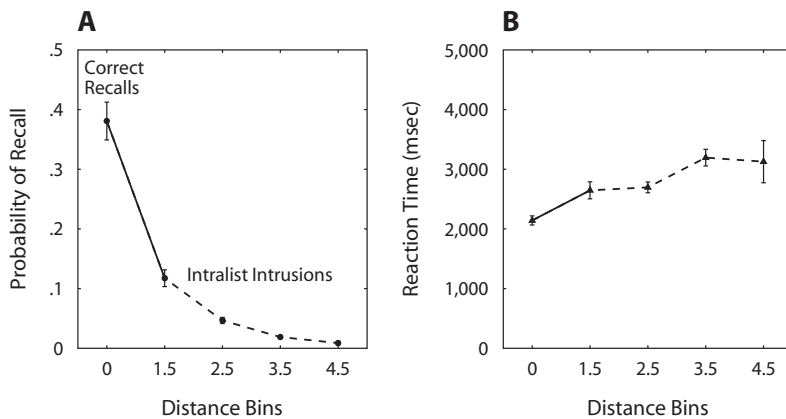 A
.5
.4
.3
.2
.1
0
Probability of Recall
Correct
Recalls
Intralist Intrusions
0 1.5 2.5 3.5 4.5
Distance Bins
B
5,000
4,000
3,000
2,000
1,000
0
Reaction Time (msec)
0 1.5 2.5 3.5 4.5
Distance Bins